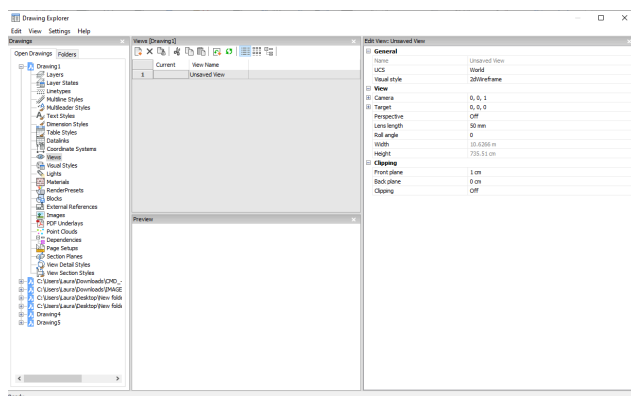 Drawing Explorer
Edit View Settings Help
Drawings
Open Drawings Folders
Drawing1
Layers
Layer States
Linetypes
Multiline Styles
Multileader Styles
Text Styles
Dimension Styles
Table Styles
Datalinks
Coordinate Systems
Views
Visual Styles
Lights
Materials
RenderPresets
Blocks
External References
Images
PDF Underlays
Point Clouds
Dependencies
Page Setups
Section Planes
View Detail Styles
View Section Styles
C:\Users\Laura\Downloads\CMD_-
C:\Users\Laura\Downloads\IMAGE
C:\Users\Laura\Desktop\New folde
C:\Users\Laura\Desktop\New folde
Drawing4
Drawing5
Views [Drawing1]
Current View Name
1 Unsaved View
Preview
Edit View: Unsaved View
General
Name Unsaved View
UCS World
Visual style 2dWireframe
View
Camera 0, 0, 1
Target 0, 0, 0
Perspective Off
Lens length 50 mm
Roll angle 0
Width 10.6266 m
Height 735.51 cm
Clipping
Front plane 1 cm
Back plane 0 cm
Clipping Off